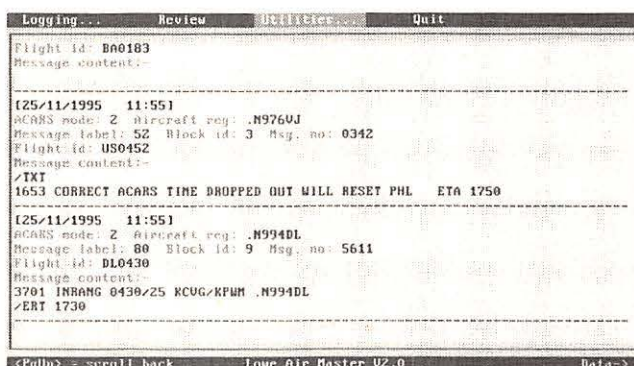 Logging... Review Utilities... Quit
Flight id: BA0183
Message content:-
[25/11/1995 11:55]
ACARS mode: 2 Aircraft reg: .N976VJ
Message label: 52 Block id: 3 Msg. no: 0342
Flight id: US0452
Message content:-
/TXT
1653 CORRECT ACARS TIME DROPPED OUT WILL RESET PHL ETA 1750
[25/11/1995 11:55]
ACARS mode: 2 Aircraft reg: .N994DL
Message label: 80 Block id: 9 Msg. no: 5611
Flight id: DL0430
Message content:-
3701 INRANG 0430/25 KCVG/KPWM .N994DL
/ERT 1730
<PgUp> - scroll back Lowe Air Master V2.0 Data->